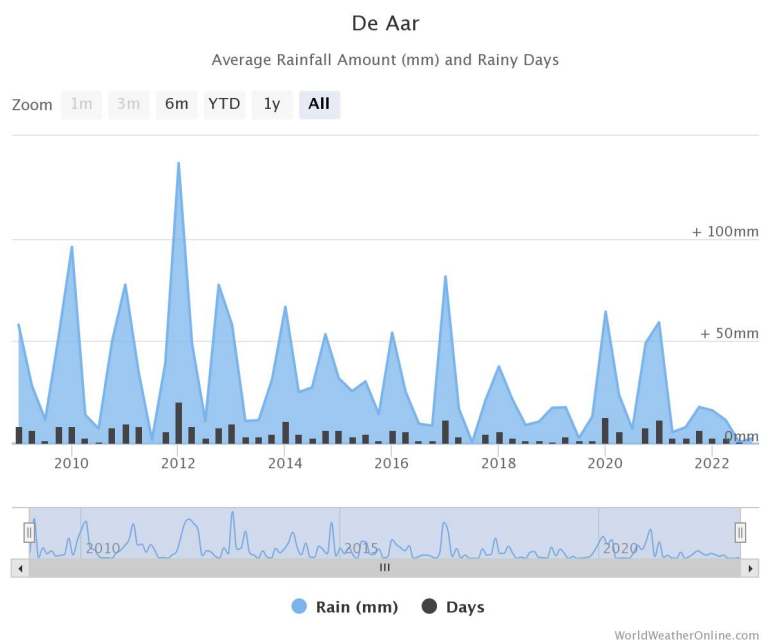 De Aar
Average Rainfall Amount (mm) and Rainy Days
Zoom 1m 3m 6m YTD 1y All
+ 100mm
+ 50mm
0mm
2010 2012 2014 2016 2018 2020 2022
2010 2015 2020
Rain (mm) Days
WorldWeatherOnline.com